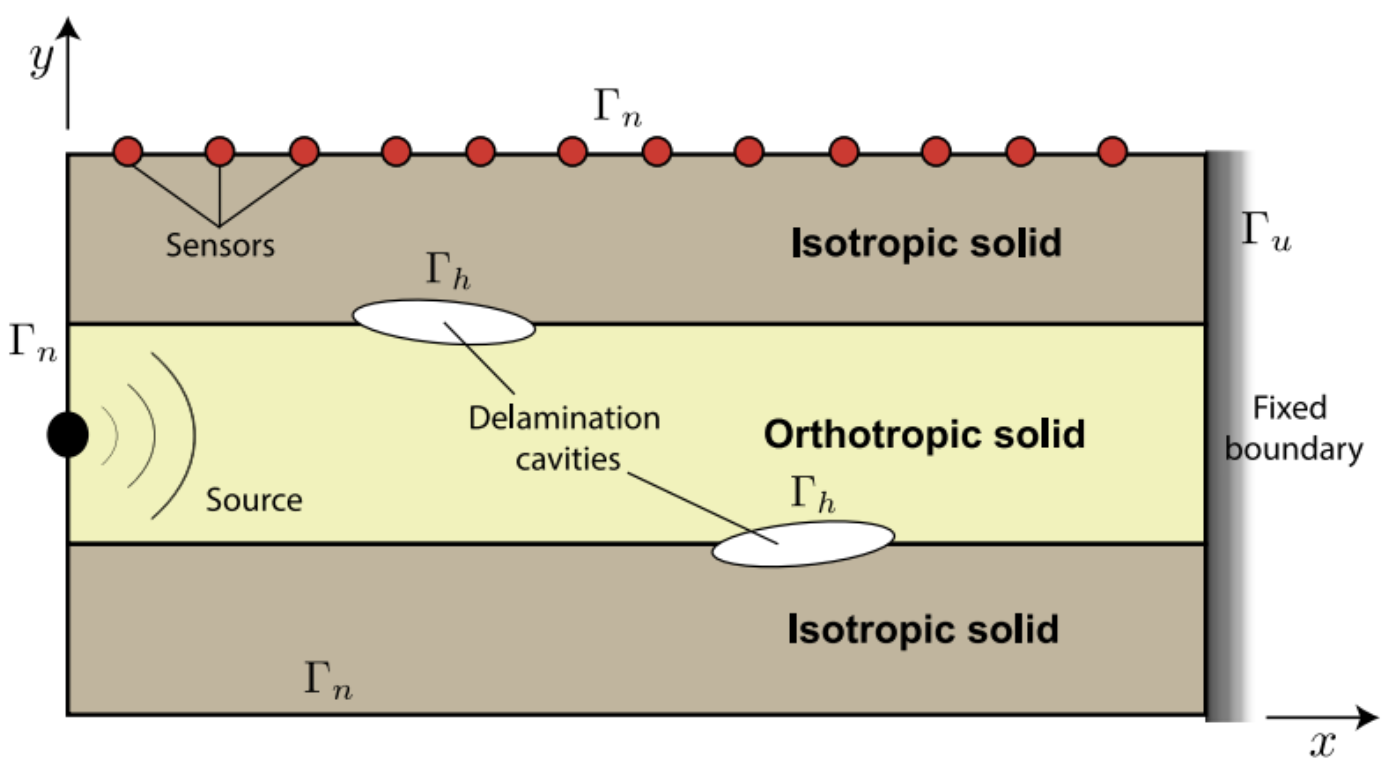 y
Γn
Sensors
Isotropic solid
Γu
Γh
Γn
Delamination
cavities
Orthotropic solid
Fixed
boundary
Source
Γh
Isotropic solid
Γn
x